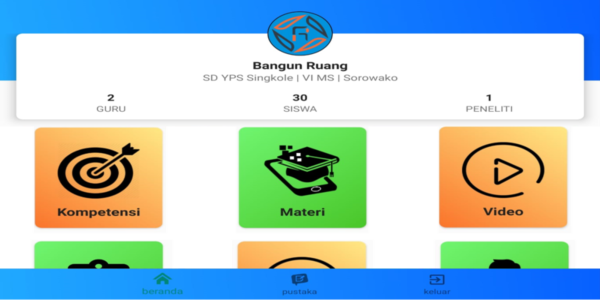 Bangun Ruang
SD YPS Singkole | VI MS | Sorowako
2 30 1
GURU SISWA PENELITI
Kompetensi Materi Video
beranda pustaka keluar